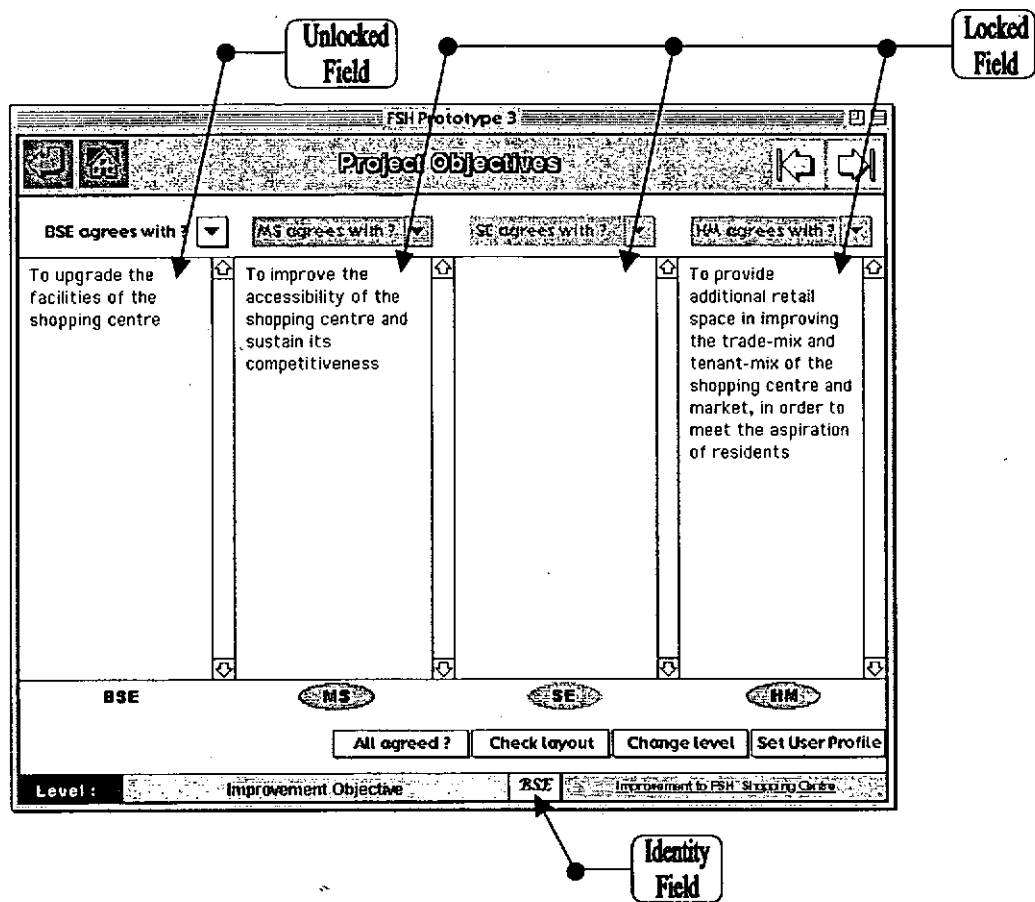 Unlocked
Field
Locked
Field
FSH Prototype 3
Project Objectives
BSE agrees with ?
MS agrees with ?
SE agrees with ?
HM agrees with ?
To upgrade the
facilities of the
shopping centre
To improve the
accessibility of the
shopping centre and
sustain its
competitiveness
To provide
additional retail
space in improving
the trade-mix and
tenant-mix of the
shopping centre and
market, in order to
meet the aspiration
of residents
BSE
MS
SE
HM
All agreed ?
Check layout
Change level
Set User Profile
Level :
Improvement Objective
BSE
Improvement to FSH Shopping Centre
Identity
Field